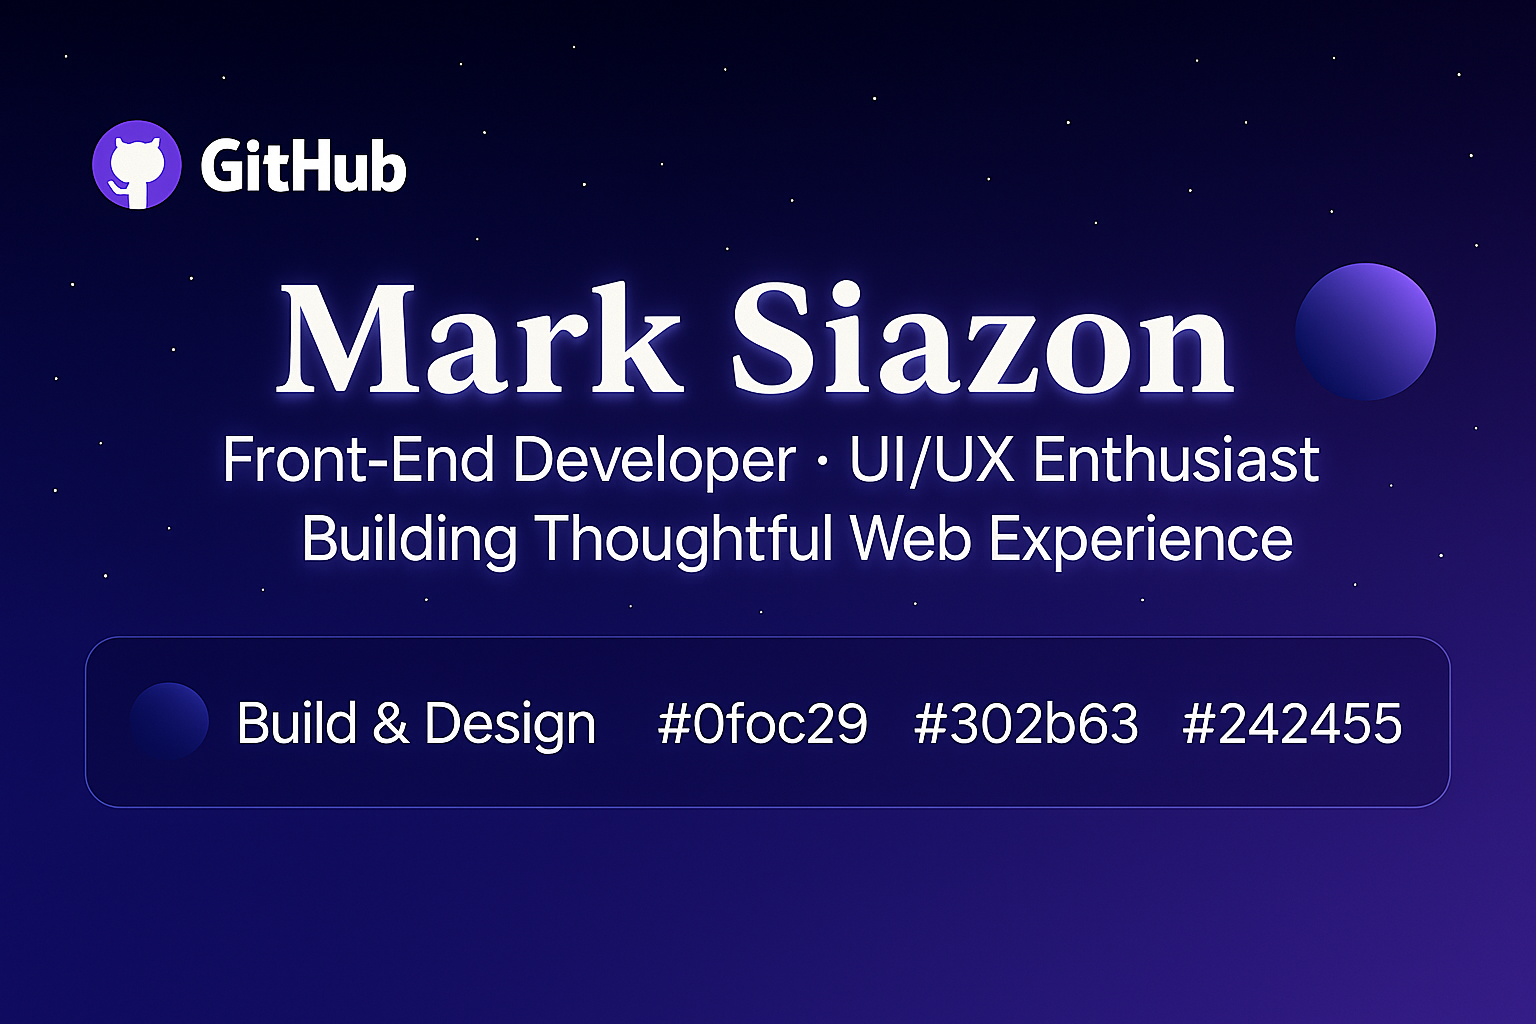 GitHub
Mark Siazon
Front-End Developer · UI/UX Enthusiast
Building Thoughtful Web Experience
Build & Design #0foc29 #302b63 #242455